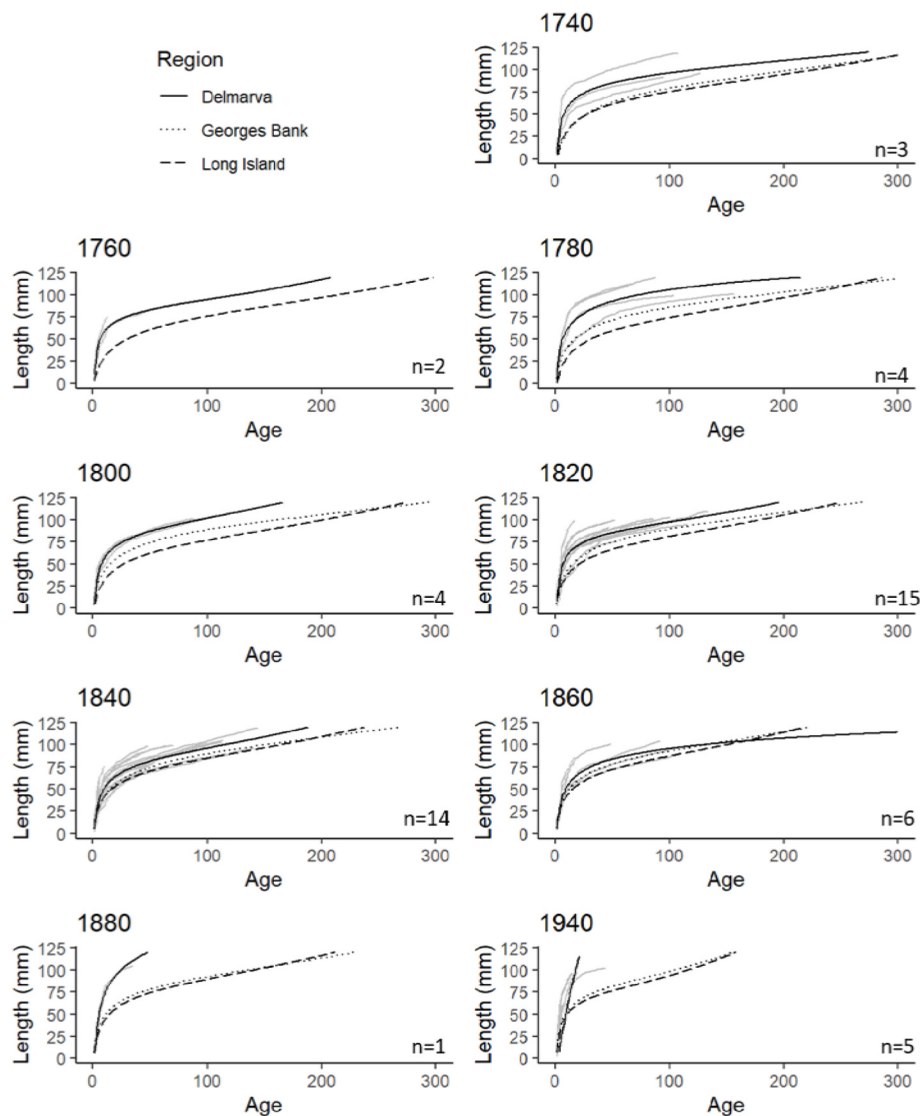 Region
Delmarva
Georges Bank
Long Island
1740
Length (mm)
125
100
75
50
25
0
n=3
0 100 200 300
Age
1760
Length (mm)
125
100
75
50
25
0
n=2
0 100 200 300
Age
1780
Length (mm)
125
100
75
50
25
0
n=4
0 100 200 300
Age
1800
Length (mm)
125
100
75
50
25
0
n=4
0 100 200 300
Age
1820
Length (mm)
125
100
75
50
25
0
n=15
0 100 200 300
Age
1840
Length (mm)
125
100
75
50
25
0
n=14
0 100 200 300
Age
1860
Length (mm)
125
100
75
50
25
0
n=6
0 100 200 300
Age
1880
Length (mm)
125
100
75
50
25
0
n=1
0 100 200 300
Age
1940
Length (mm)
125
100
75
50
25
0
n=5
0 100 200 300
Age